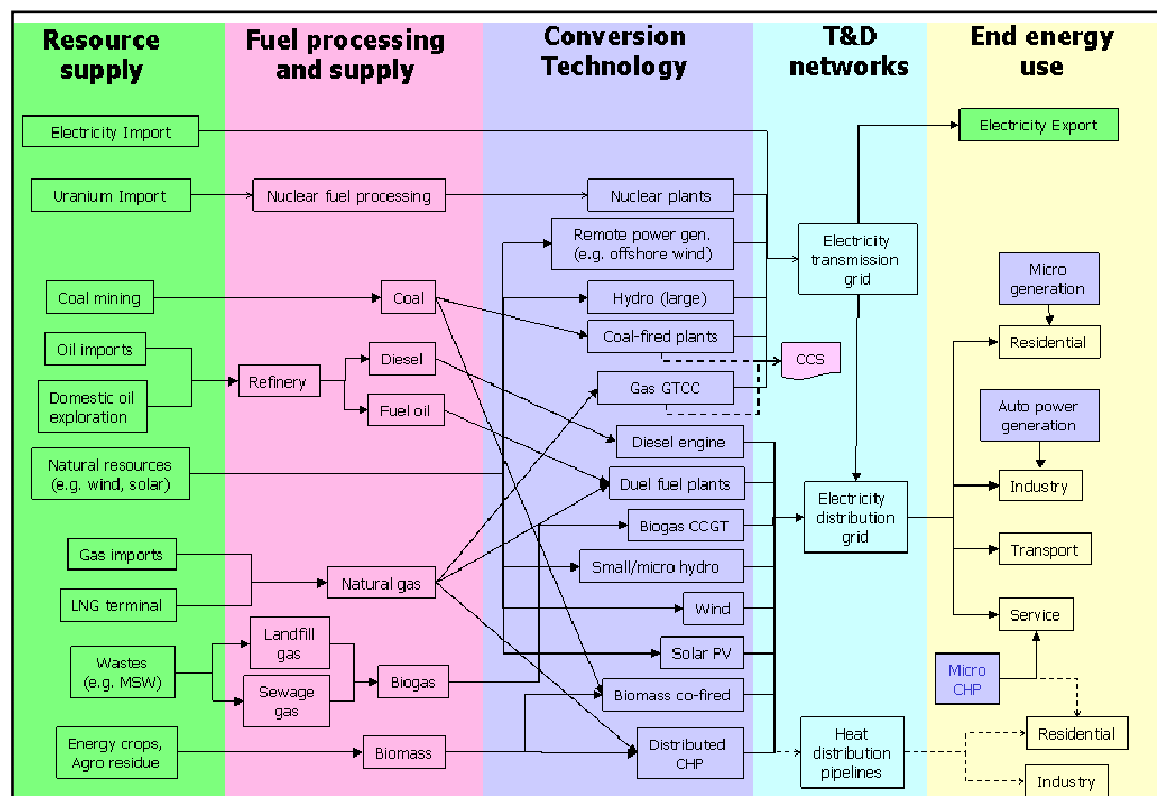 Resource
supply
Fuel processing
and supply
Conversion
Technology
T&D
networks
End energy
use
Electricity Import
Electricity Export
Uranium Import
Nuclear fuel processing
Nuclear plants
Remote power gen.
(e.g. offshore wind)
Electricity
transmission
grid
Micro
generation
Coal mining
Coal
Hydro (large)
Coal-fired plants
Residential
Oil imports
Diesel
CCS
Refinery
Gas GTCC
Domestic oil
exploration
Fuel oil
Auto power
generation
Diesel engine
Natural resources
(e.g. wind, solar)
Duel fuel plants
Industry
Electricity
distribution
grid
Biogas CCGT
Gas imports
Transport
Natural gas
Small/micro hydro
LNG terminal
Wind
Service
Landfill
gas
Wastes
(e.g. MSW)
Solar PV
Sewage
gas
Biogas
Biomass co-fired
Micro
CHP
Energy crops,
Agro residue
Biomass
Distributed
CHP
Heat
distribution
pipelines
Residential
Industry